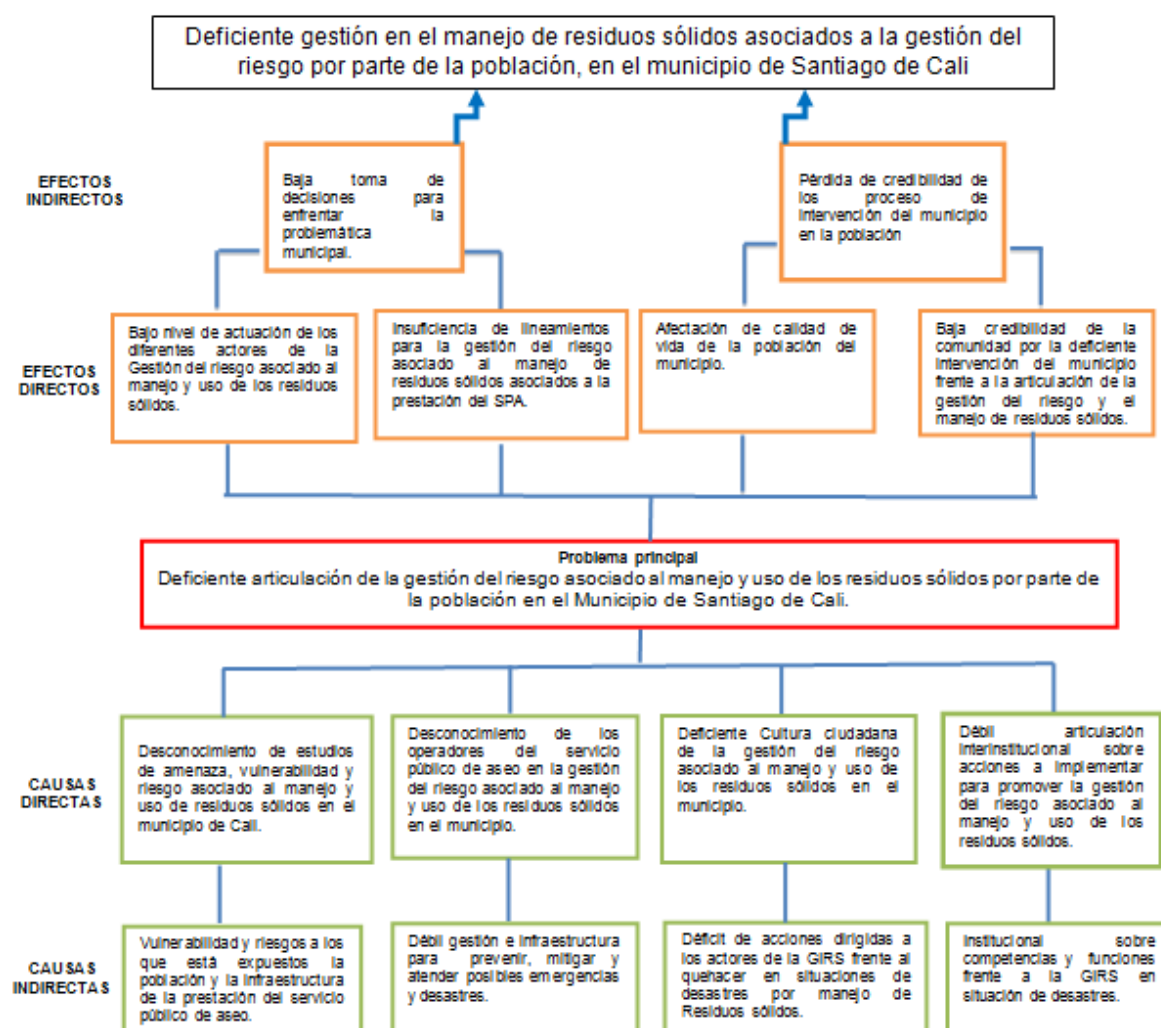 Deficiente gestión en el manejo de residuos sólidos asociados a la gestión del
riesgo por parte de la población, en el municipio de Santiago de Cali
EFECTOS
INDIRECTOS
Baja toma de
decisiones para
enfrentar la
problemática
municipal.
Pérdida de credibilidad de
los proceso de
intervención del municipio
en la población
EFECTOS
DIRECTOS
Bajo nivel de actuación de los
diferentes actores de la
Gestión del riesgo asociado al
manejo y uso de los residuos
sólidos.
Insuficiencia de lineamientos
para la gestión del riesgo
asociado al manejo de
residuos sólidos asociados a la
prestación del SPA.
Afectación de calidad de
vida de la población del
municipio.
Baja credibilidad de la
comunidad por la deficiente
intervención del municipio
frente a la articulación de la
gestión del riesgo y el
manejo de residuos sólidos.
Problema principal
Deficiente articulación de la gestión del riesgo asociado al manejo y uso de los residuos sólidos por parte de
la población en el Municipio de Santiago de Cali.
CAUSAS
DIRECTAS
Desconocimiento de estudios
de amenaza, vulnerabilidad y
riesgo asociado al manejo y
uso de residuos sólidos en el
municipio de Cali.
Desconocimiento de los
operadores del servicio
público de aseo en la gestión
del riesgo asociado al manejo
y uso de los residuos sólidos
en el municipio.
Deficiente Cultura ciudadana
de la gestión del riesgo
asociado al manejo y uso de
los residuos sólidos en el
municipio.
Débil articulación
interinstitucional sobre
acciones a implementar
para promover la gestión
del riesgo asociado al
manejo y uso de los
residuos sólidos.
CAUSAS
INDIRECTAS
Vulnerabilidad y riesgos a los
que está expuestos la
población y la infraestructura
de la prestación del servicio
público de aseo.
Débil gestión e infraestructura
para prevenir, mitigar y
atender posibles emergencias
y desastres.
Déficit de acciones dirigidas a
los actores de la GIRS frente al
quehacer en situaciones de
desastres por manejo de
Residuos sólidos.
Institucional sobre
competencias y funciones
frente a la GIRS en
situación de desastres.